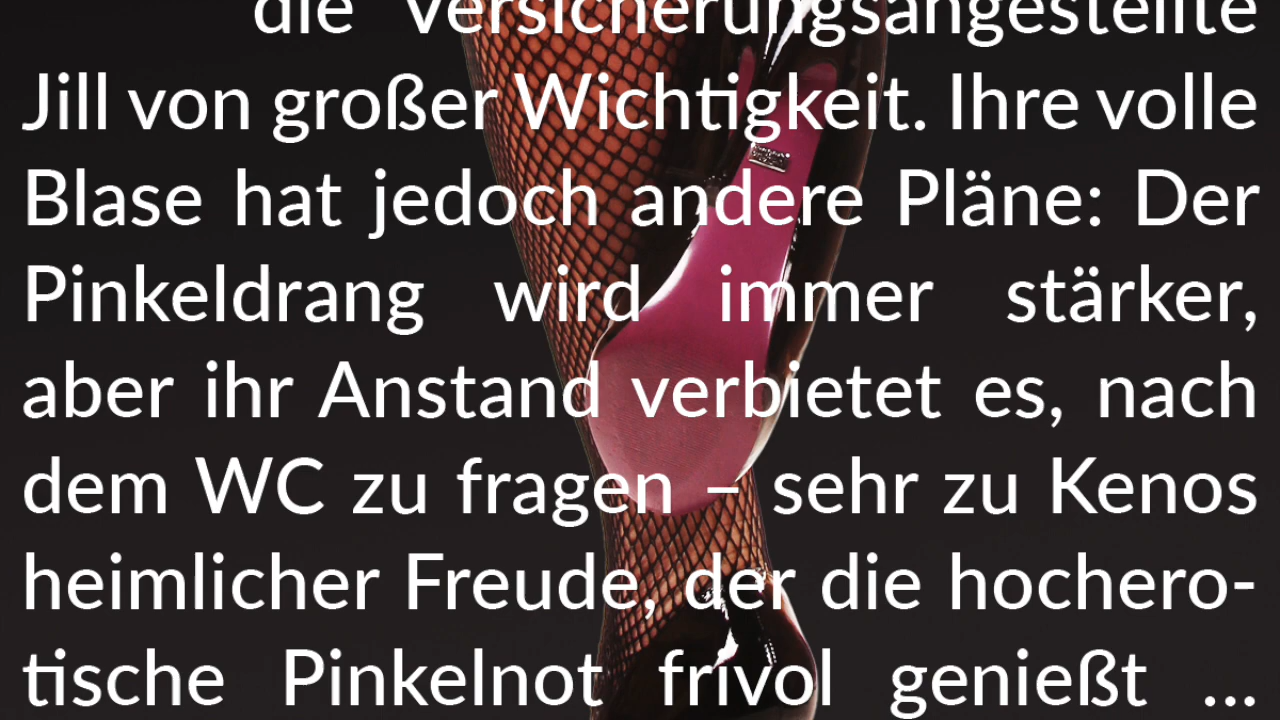 die Versicherungsangestellte
Jill von großer Wichtigkeit. Ihre volle
Blase hat jedoch andere Pläne: Der
Pinkeldrang wird immer stärker,
aber ihr Anstand verbietet es, nach
dem WC zu fragen – sehr zu Kenos
heimlicher Freude, der die hochero-
tische Pinkelnot frivol genießt ...